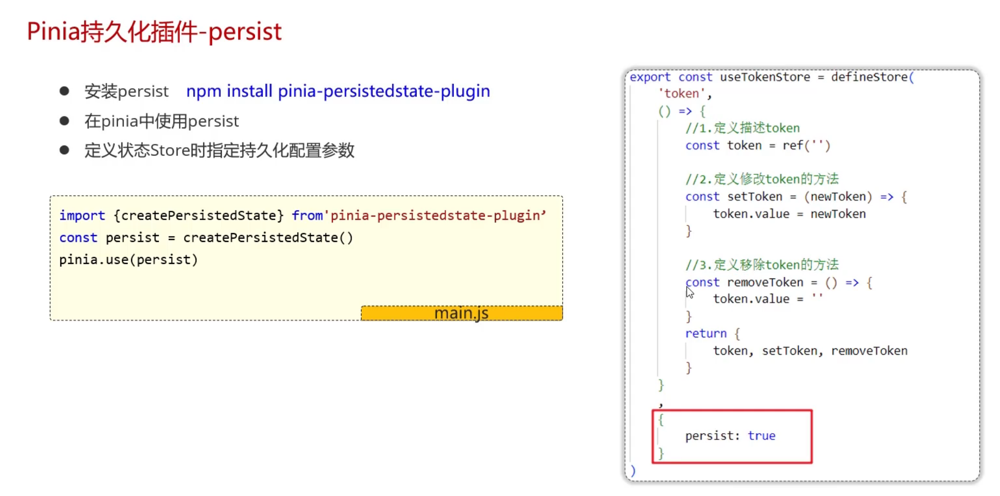 Pinia持久化插件-persist
● 安装persist npm install pinia-persistedstate-plugin
● 在pinia中使用persist
● 定义状态Store时指定持久化配置参数
import {createPersistedState} from'pinia-persistedstate-plugin’
const persist = createPersistedState()
pinia.use(persist)
main.js
export const useTokenStore = defineStore(
'token',
() => {
//1.定义描述token
const token = ref('')
//2.定义修改token的方法
const setToken = (newToken) => {
token.value = newToken
}
//3.定义移除token的方法
const removeToken = () => {
token.value = ''
}
return {
token, setToken, removeToken
}
}
,
{
persist: true
}
)